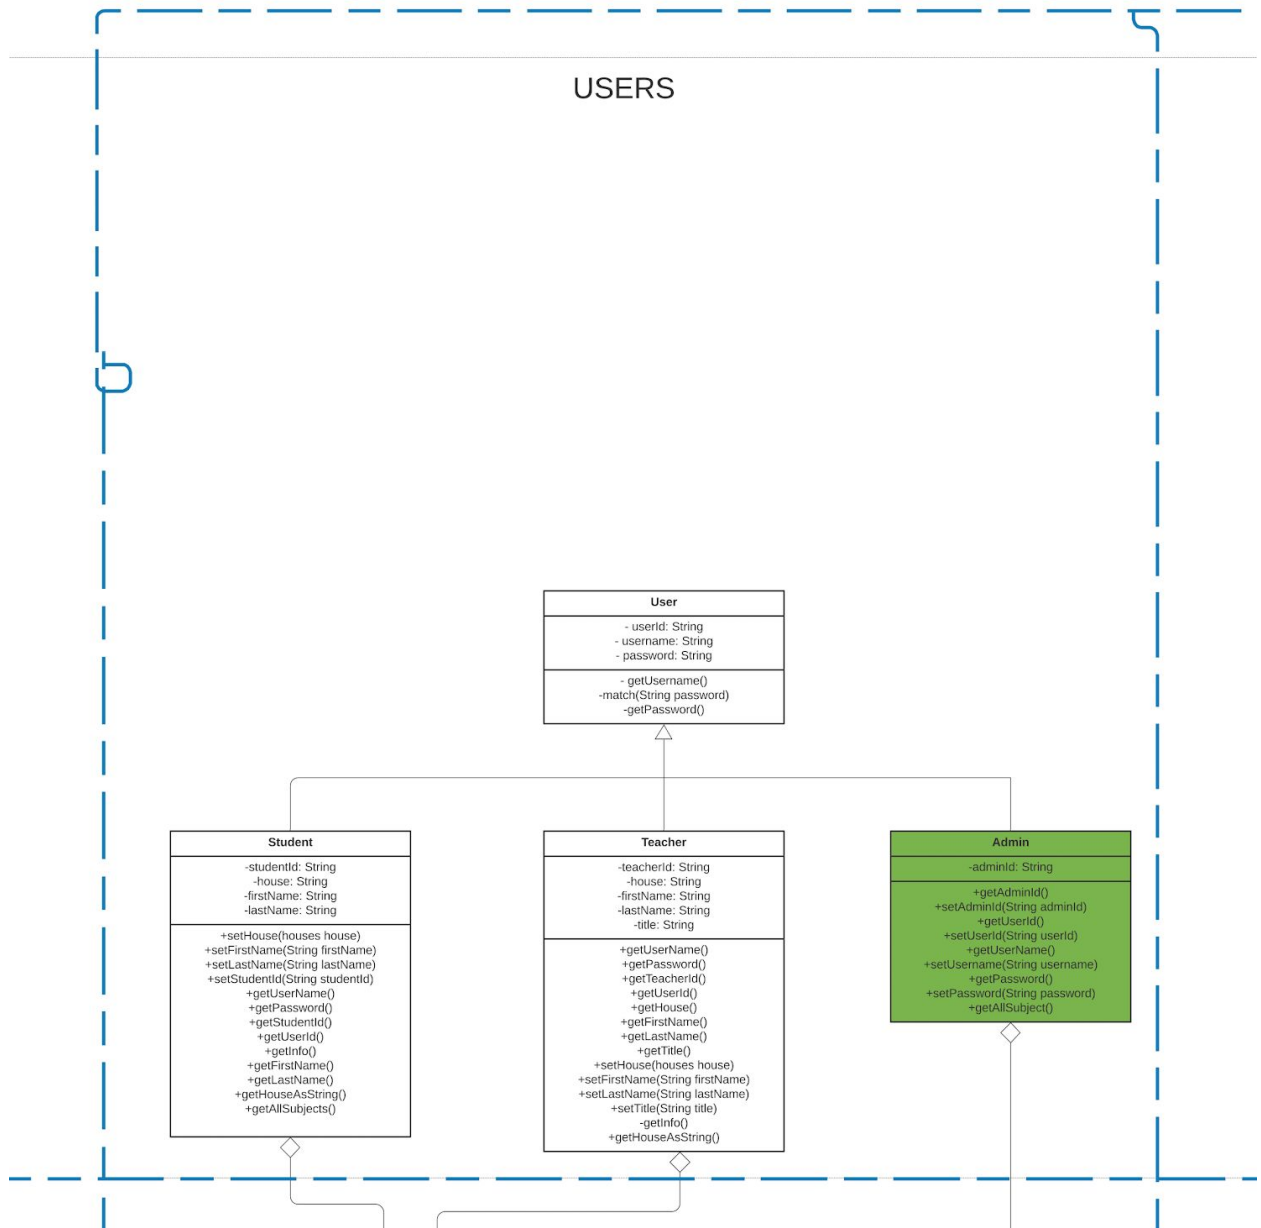 USERS
User
- userId: String
- username: String
- password: String
- getUsername()
-match(String password)
-getPassword()
Student
-studentId: String
-house: String
-firstName: String
-lastName: String
+setHouse(houses house)
+setFirstName(String firstName)
+setLastName(String lastName)
+setStudentId(String studentId)
+getUserName()
+getPassword()
+getStudentId()
+getUserId()
+getInfo()
+getFirstName()
+getLastName()
+getHouseAsString()
+getAllSubjects()
Teacher
-teacherId: String
-house: String
-firstName: String
-lastName: String
-title: String
+getUserName()
+getPassword()
+getTeacherId()
+getUserId()
+getHouse()
+getFirstName()
+getLastName()
+getTitle()
+setHouse(houses house)
+setFirstName(String firstName)
+setLastName(String lastName)
+setTitle(String title)
-getInfo()
+getHouseAsString()
Admin
-adminId: String
+getAdminId()
+setAdminId(String adminId)
+getUserId()
+setUserId(String userId)
+getUserName()
+setUsername(String username)
+getPassword()
+setPassword(String password)
+getAllSubject()